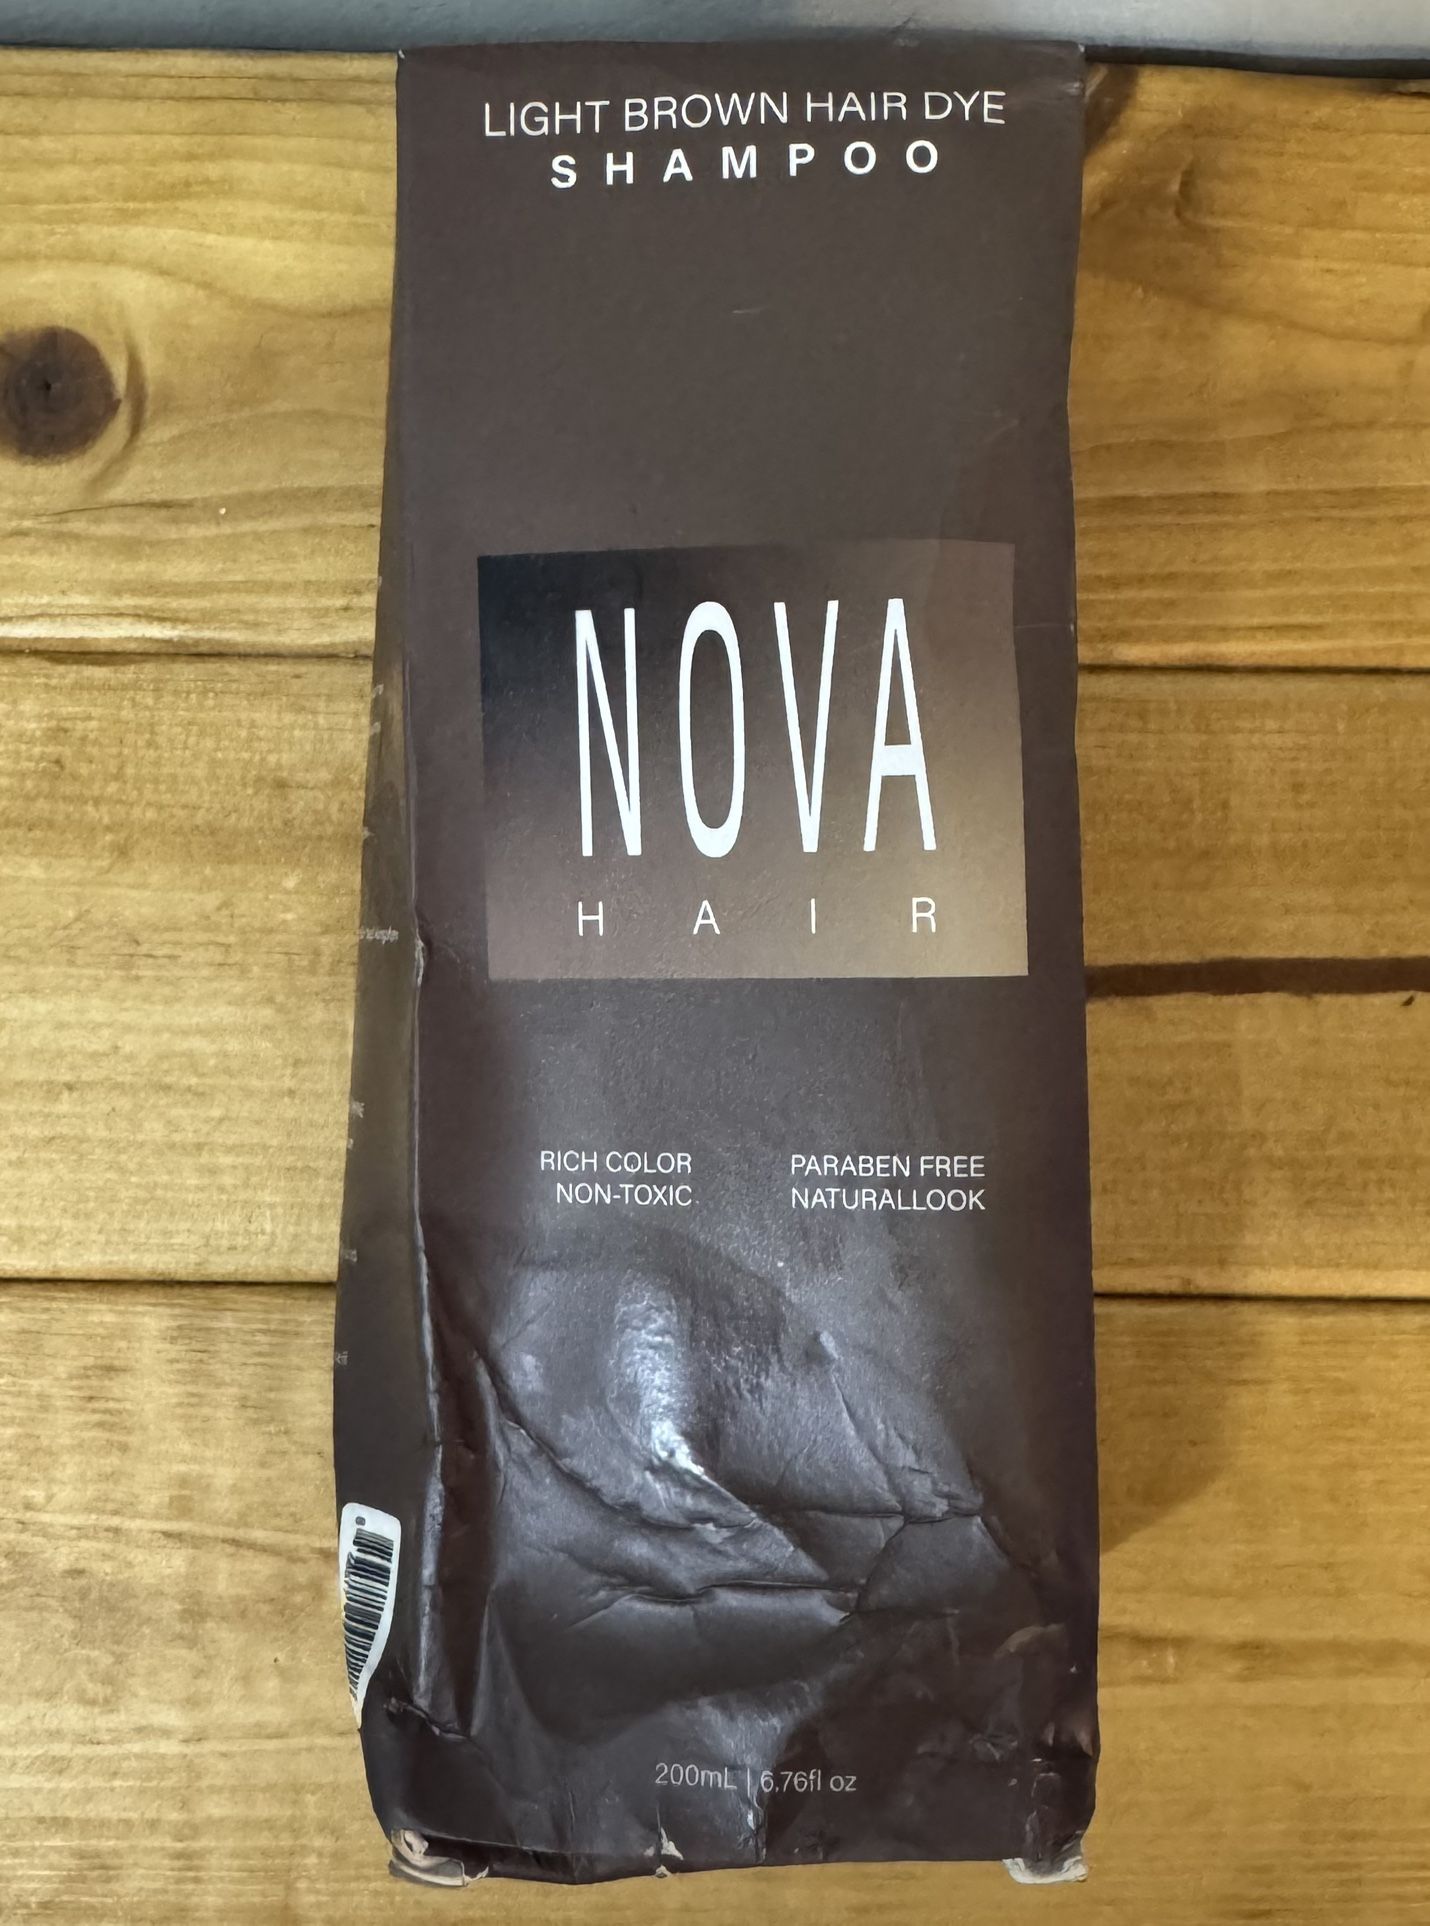 LIGHT BROWN HAIR DYE
SHAMPOO
NOVA
HAIR
RICH COLOR
NON-TOXIC
PARABEN FREE
NATURALLOOK
200mL | 6.76fl oz